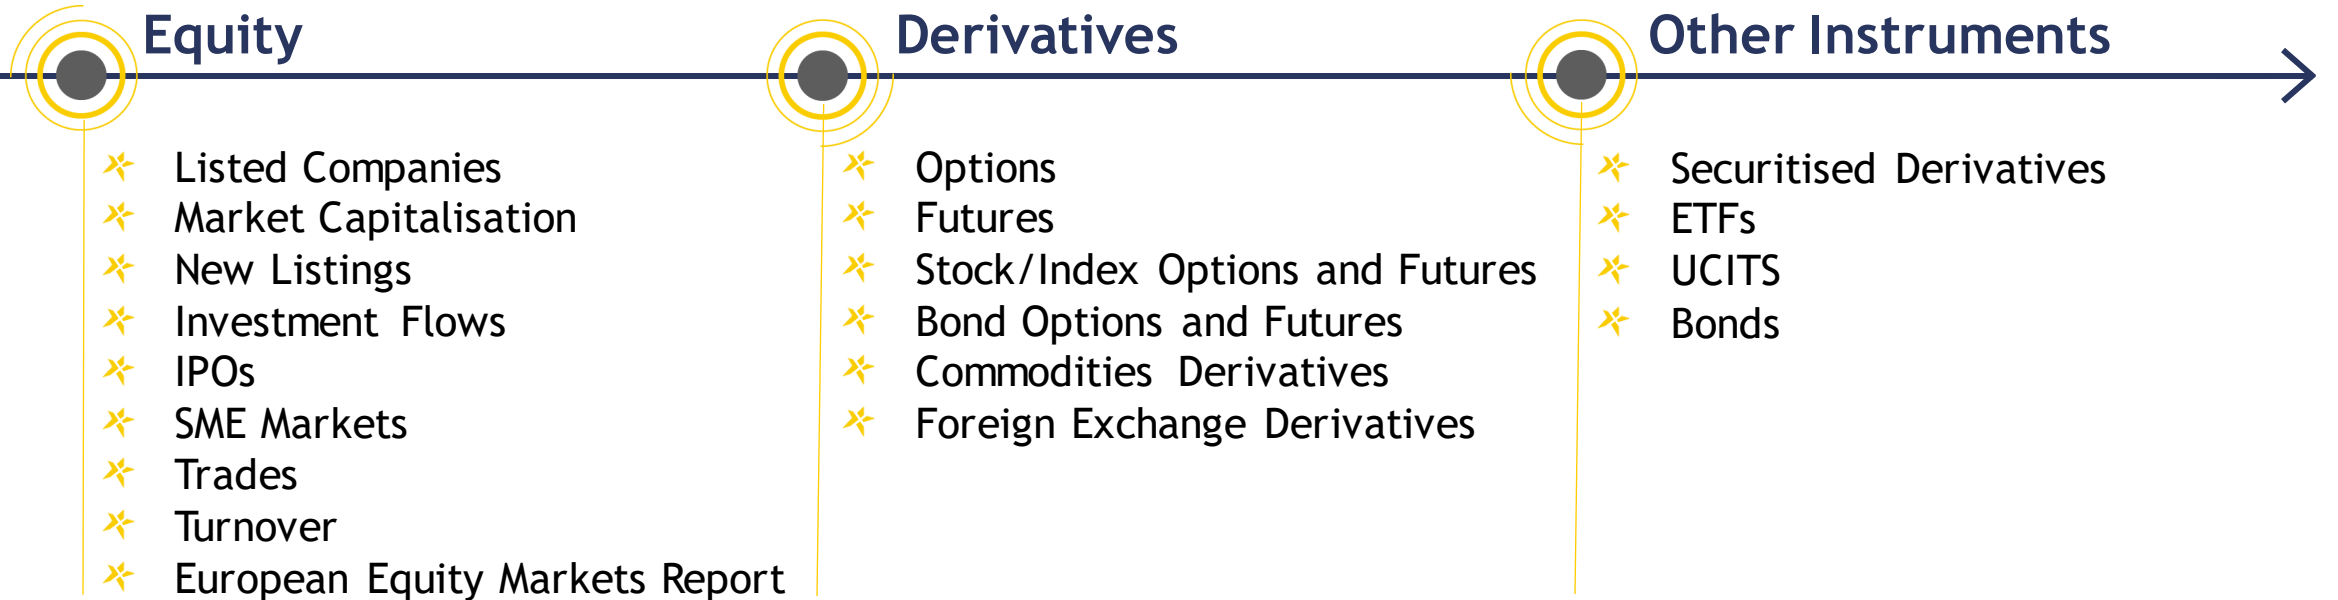 Equity
Listed Companies
Market Capitalisation
New Listings
Investment Flows
IPOs
SME Markets
Trades
Turnover
European Equity Markets Report
Derivatives
Options
Futures
Stock/Index Options and Futures
Bond Options and Futures
Commodities Derivatives
Foreign Exchange Derivatives
Other Instruments
Securitised Derivatives
ETFs
UCITS
Bonds